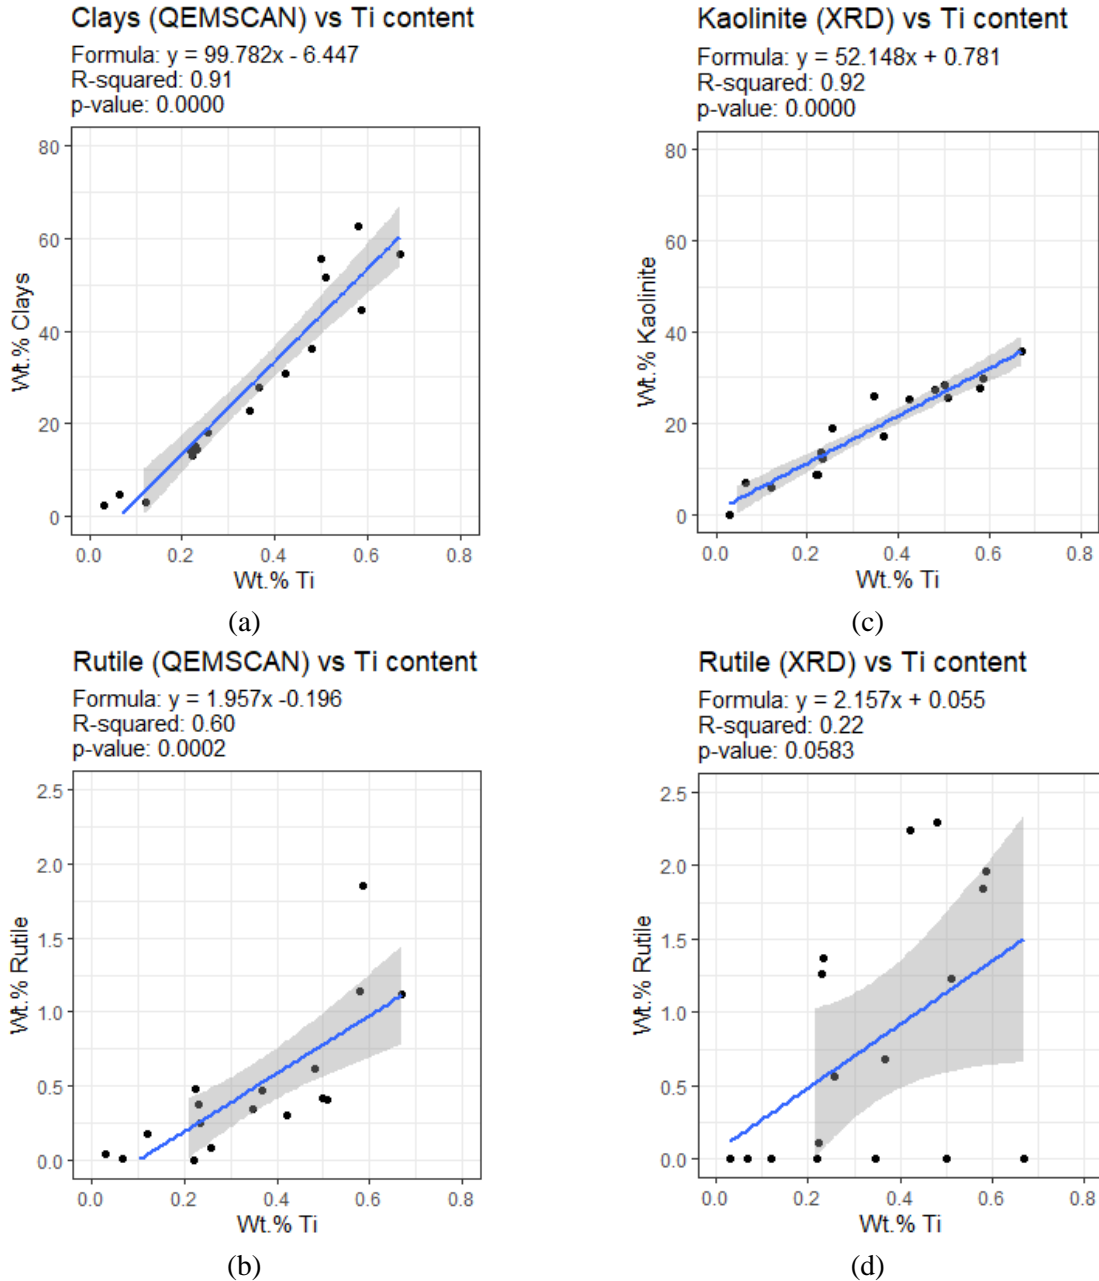 Clays (QEMSCAN) vs Ti content
Formula: y = 99.782x - 6.447
R-squared: 0.91
p-value: 0.0000
80
60
40
20
0
Wt.% Clays
0.0 0.2 0.4 0.6 0.8
Wt.% Ti
(a)
Kaolinite (XRD) vs Ti content
Formula: y = 52.148x + 0.781
R-squared: 0.92
p-value: 0.0000
80
60
40
20
0
Wt.% Kaolinite
0.0 0.2 0.4 0.6 0.8
Wt.% Ti
(c)
Rutile (QEMSCAN) vs Ti content
Formula: y = 1.957x -0.196
R-squared: 0.60
p-value: 0.0002
2.5
2.0
1.5
1.0
0.5
0.0
Wt.% Rutile
0.0 0.2 0.4 0.6 0.8
Wt.% Ti
(b)
Rutile (XRD) vs Ti content
Formula: y = 2.157x + 0.055
R-squared: 0.22
p-value: 0.0583
2.5
2.0
1.5
1.0
0.5
0.0
Wt.% Rutile
0.0 0.2 0.4 0.6 0.8
Wt.% Ti
(d)